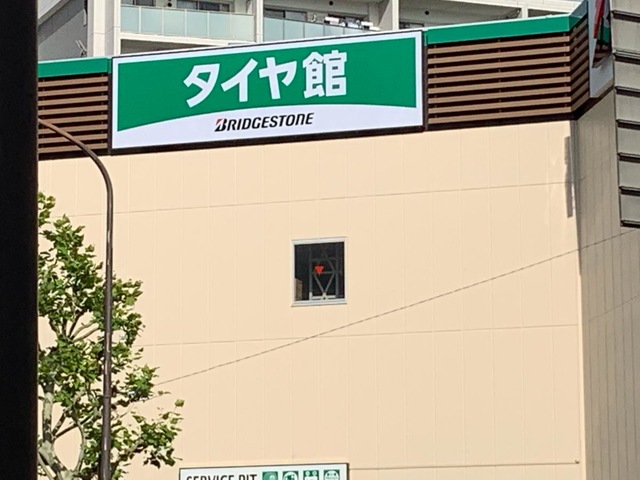 タイヤ館
BRIDGESTONE
SERVICE PIT